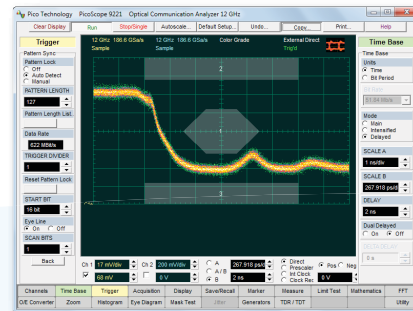 Pico Technology PicoScope 9221 Optical Communication Analyzer 12 GHz
Clear Display Run Stop/Single Autoscale... Default Setup... Undo... Copy... Print... Help
Trigger
Pattern Sync
Pattern Lock
Off
Auto Detect
Manual
PATTERN LENGTH
127
Pattern Length List.
Data Rate
622 MBit/s
TRIGGER DIVIDER
1
Reset Pattern Lock
START BIT
16 bit
Eye Line
On Off
SCAN BITS
1
Back
12 GHz 186.6 GSa/s 12 GHz 186.6 GSa/s Color Grade External Direct
Sample Sample Trig'd
2
1
3
Time Base
Time Base
Units
Time
Bit Period
Mode
Main
Intensified
Delayed
SCALE A
1 ns/div
SCALE B
267.918 ps/d
DELAY
2 ns
Dual Delayed
On Off
0 s
Ch 1 17 mW/div Ch 2 200 mV/div A 267.918 ps/d Direct Pos Neg
A / B Prescaler
68 mV 0 V B 2 ns Int Clock 0 V
Clock Rec
Channels Time Base Trigger Acquisition Display Save/Recall Marker Measure Limit Test Mathematics FFT
O/E Converter Zoom Histogram Eye Diagram Mask Test Jitter Generators TDR / TDT Utility